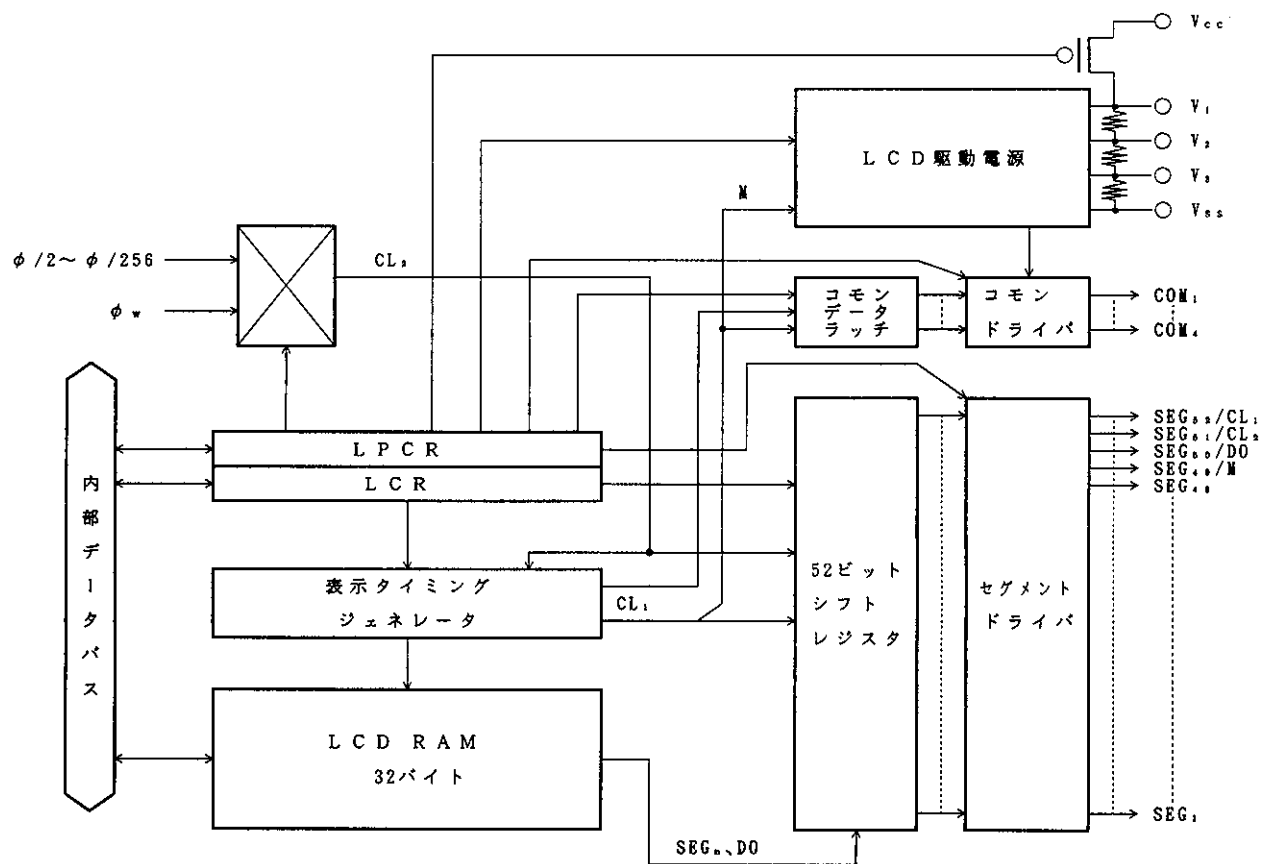 Vcc
V₁
V₂
V₃
Vss
LCD駆動電源
M
φ/2~φ/256
φw
CL₂
コモン
データ
ラッチ
コモン
ドライバ
COM₁
COM₄
内部データバス
LPCR
LCR
表示タイミング
ジェネレータ
CL₁
LCD RAM
32バイト
SEGₙ、DO
52ビット
シフト
レジスタ
セグメント
ドライバ
SEG₅₂/CL₁
SEG₅₁/CL₂
SEG₅₀/DO
SEG₄₉/M
SEG₄₈
SEG₁